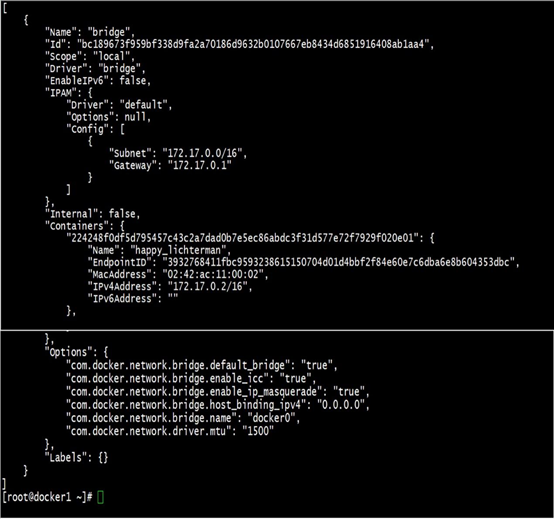 [
    {
        "Name": "bridge",
        "Id": "bc189673f959bf338d9fa2a70186d9632b0107667eb8434d6851916408ab1aa4",
        "Scope": "local",
        "Driver": "bridge",
        "EnableIPv6": false,
        "IPAM": {
            "Driver": "default",
            "Options": null,
            "Config": [
                {
                    "Subnet": "172.17.0.0/16",
                    "Gateway": "172.17.0.1"
                }
            ]
        },
        "Internal": false,
        "Containers": {
            "224248f0df5d795457c43c2a7dad0b7e5ec86abdc3f31d577e72f7929f020e01": {
                "Name": "happy_lichterman",
                "EndpointID": "3932768411fbc9593238615150704d01d4bbf2f84e60e7c6dba6e8b604353dbc",
                "MacAddress": "02:42:ac:11:00:02",
                "IPv4Address": "172.17.0.2/16",
                "IPv6Address": ""
            },
        },
        "Options": {
            "com.docker.network.bridge.default_bridge": "true",
            "com.docker.network.bridge.enable_icc": "true",
            "com.docker.network.bridge.enable_ip_masquerade": "true",
            "com.docker.network.bridge.host_binding_ipv4": "0.0.0.0",
            "com.docker.network.bridge.name": "docker0",
            "com.docker.network.driver.mtu": "1500"
        },
        "Labels": {}
    }
]
[root@docker1 ~]#